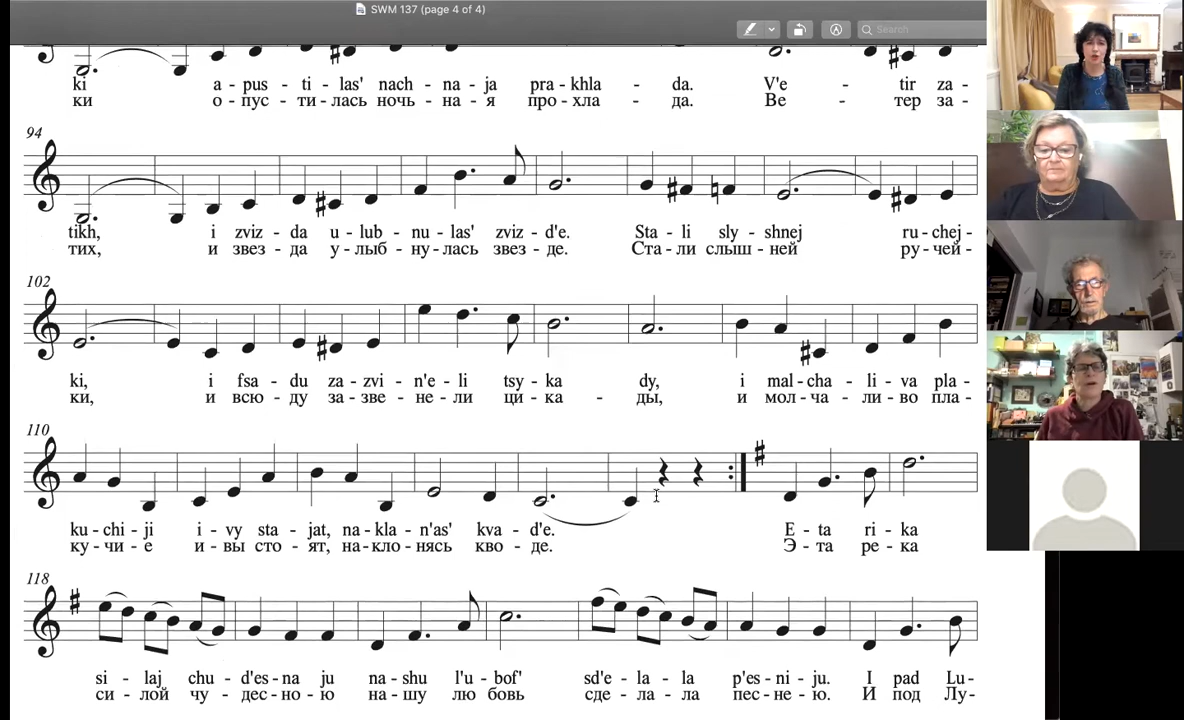 SWM 137 (page 4 of 4)
Search
ki a - pus - ti - las' nach - na - ja pra - khla - da. V'e - tir za -
ки о - пус - ти - лась ночь - на - я про - хла - да. Ве - тер за -
94
tikh, i zviz - da u - lub - nu - las' zviz - d'e. Sta - li sly - shnej ru - chej -
тих, и звез - да у - лыб - ну - лась звез - де. Ста - ли слыш - ней ру - чей -
102
ki, i fsa - du za - zvi - n'e - li tsy - ka dy, i mal - cha - li - va pla -
ки, и всю - ду за - зве - не - ли ци - ка - ды, и мол - ча - ли - во пла -
110
ku - chi - ji i - vy sta - jat, na - kla - n'as' kva - d'e. E - ta ri - ka
ку - чи - е и - вы сто - ят, на - кло - нясь кво - де. Э - та ре - ка
118
si - laj chu - d'es - na ju na - shu l'u - bof' sd'e - la - la p'es - ni - ju. I pad Lu -
си - лой чу - дес - но - ю на - шу лю бовь сде - ла - ла пес - не - ю. И под Лу -